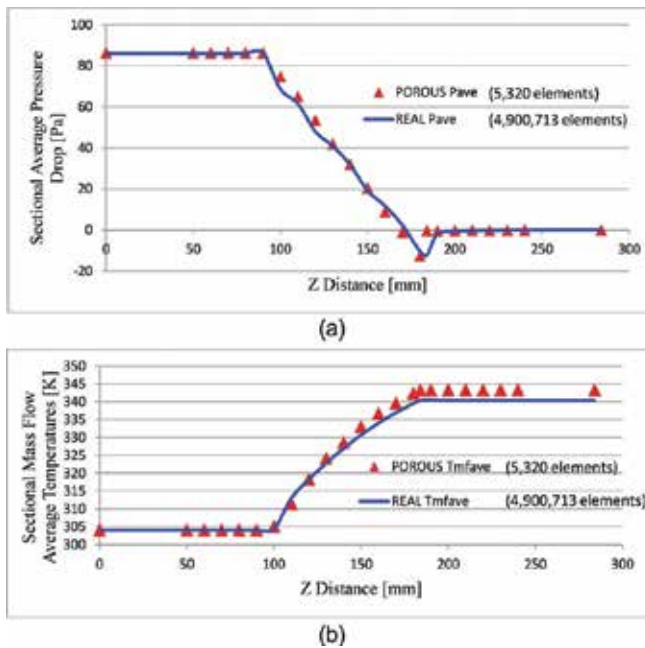 (a)
100
80
60
40
20
0
-20
Sectional Average Pressure
Drop [Pa]
POROUS Pave (5,320 elements)
REAL Pave (4,900,713 elements)
0 50 100 150 200 250 300
Z Distance [mm]
(a)
350
345
340
335
330
325
320
315
310
305
300
Sectional Mass Flow
Average Temperatures [K]
POROUS Tmfave (5,320 elements)
REAL Tmfave (4,900,713 elements)
0 50 100 150 200 250 300
Z Distance [mm]
(b)